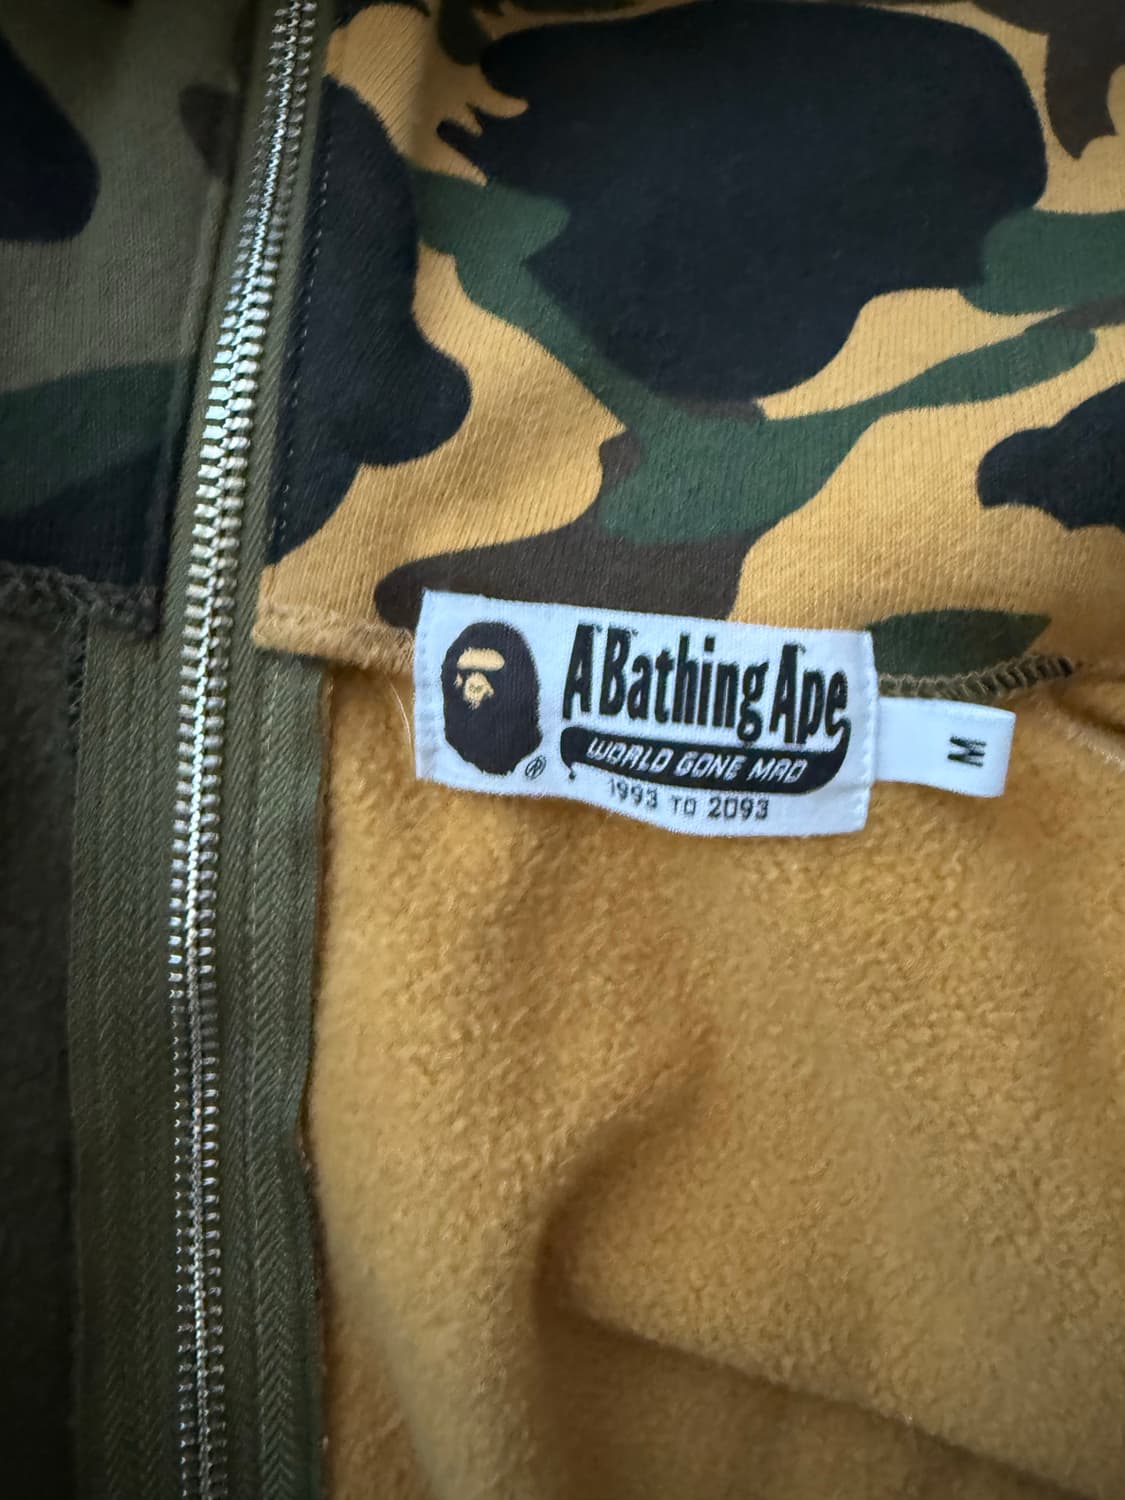 A Bathing Ape
WORLD GONE MAD
1993 TO 2093
M